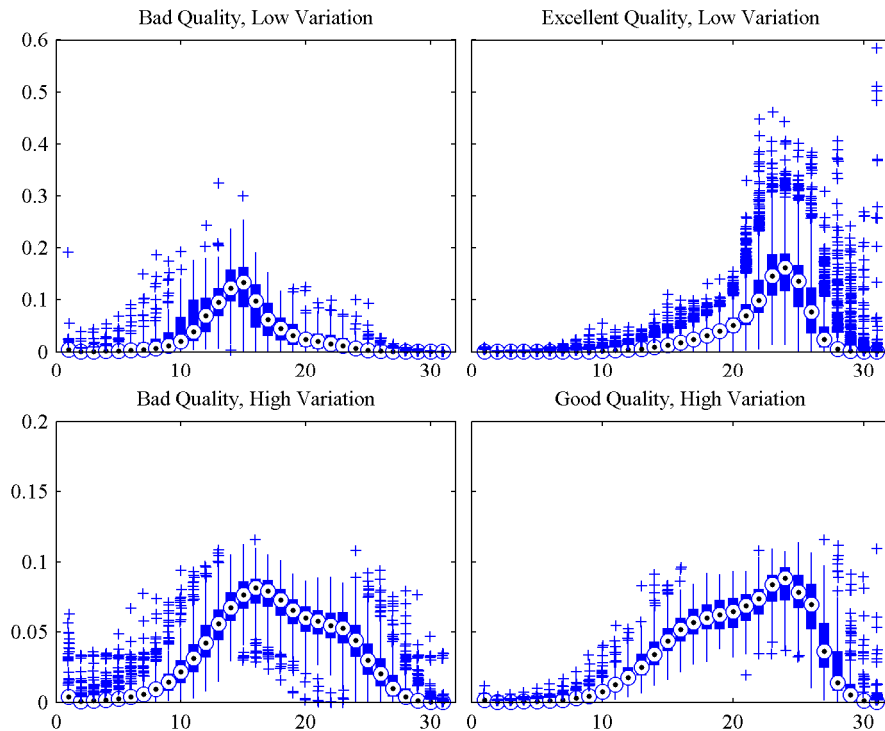 Bad Quality, Low Variation
Excellent Quality, Low Variation
0.6
0.5
0.4
0.3
0.2
0.1
0
0 10 20 30
0 10 20 30
Bad Quality, High Variation
Good Quality, High Variation
0.2
0.15
0.1
0.05
0
0 10 20 30
0 10 20 30